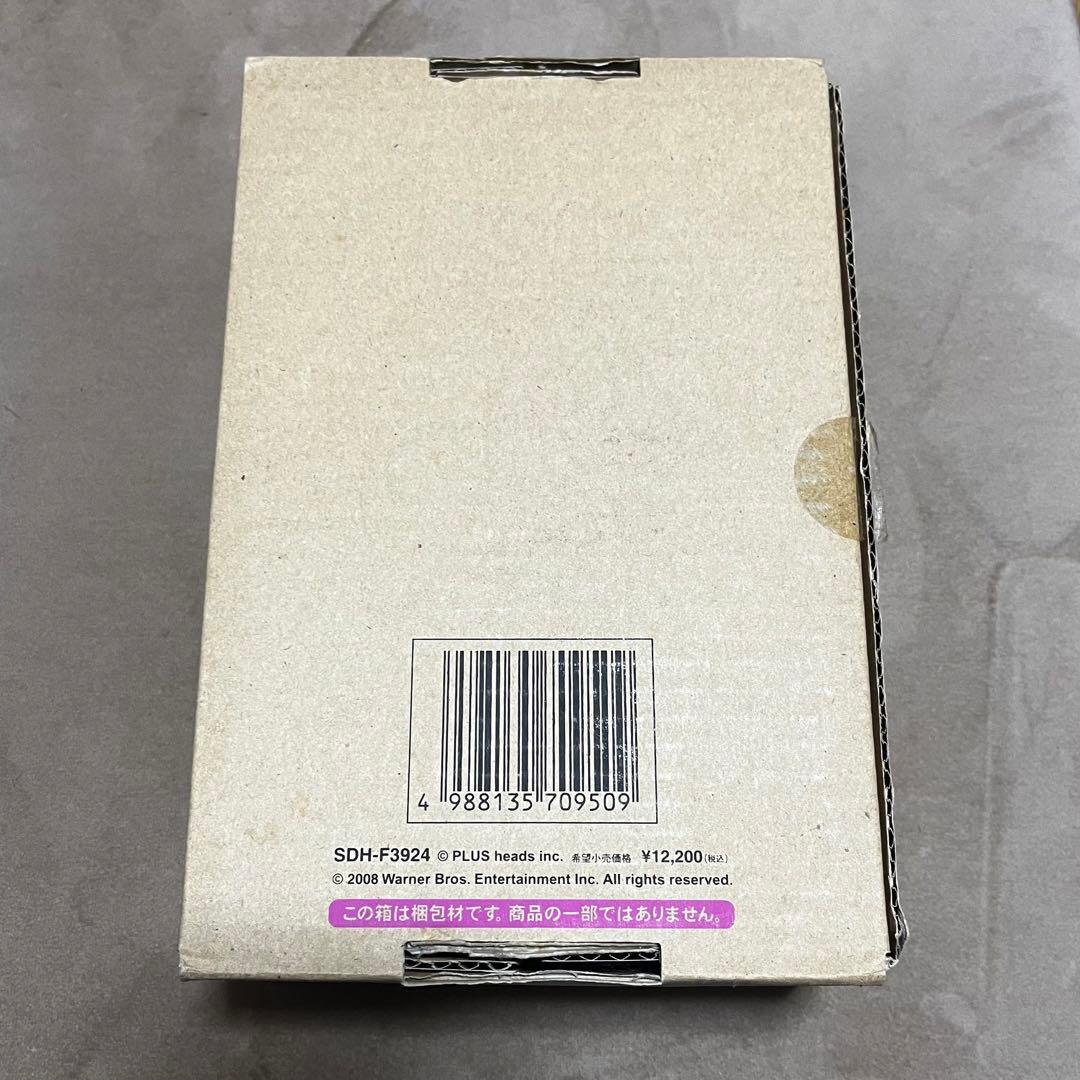 4 988135 709509
SDH-F3924 © PLUS heads inc. 希望小売価格 ¥12,200(税込)
© 2008 Warner Bros. Entertainment Inc. All rights reserved.
この箱は梱包材です。商品の一部ではありません。